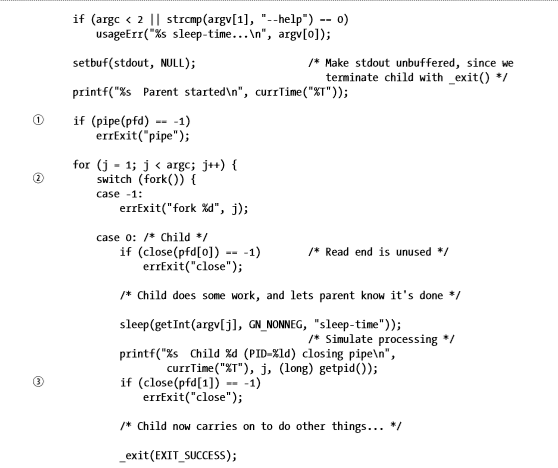 if (argc < 2 || strcmp(argv[1], "--help") == 0)
usageErr("%s sleep-time...\n", argv[0]);
setbuf(stdout, NULL); /* Make stdout unbuffered, since we
terminate child with _exit() */
printf("%s Parent started\n", currTime("%T"));
① if (pipe(pfd) == -1)
errExit("pipe");
for (j = 1; j < argc; j++) {
② switch (fork()) {
case -1:
errExit("fork %d", j);
case 0: /* Child */
if (close(pfd[0]) == -1) /* Read end is unused */
errExit("close");
/* Child does some work, and lets parent know it's done */
sleep(getInt(argv[j], GN_NONNEG, "sleep-time"));
/* Simulate processing */
printf("%s Child %d (PID=%ld) closing pipe\n",
currTime("%T"), j, (long) getpid());
③ if (close(pfd[1]) == -1)
errExit("close");
/* Child now carries on to do other things... */
_exit(EXIT_SUCCESS);